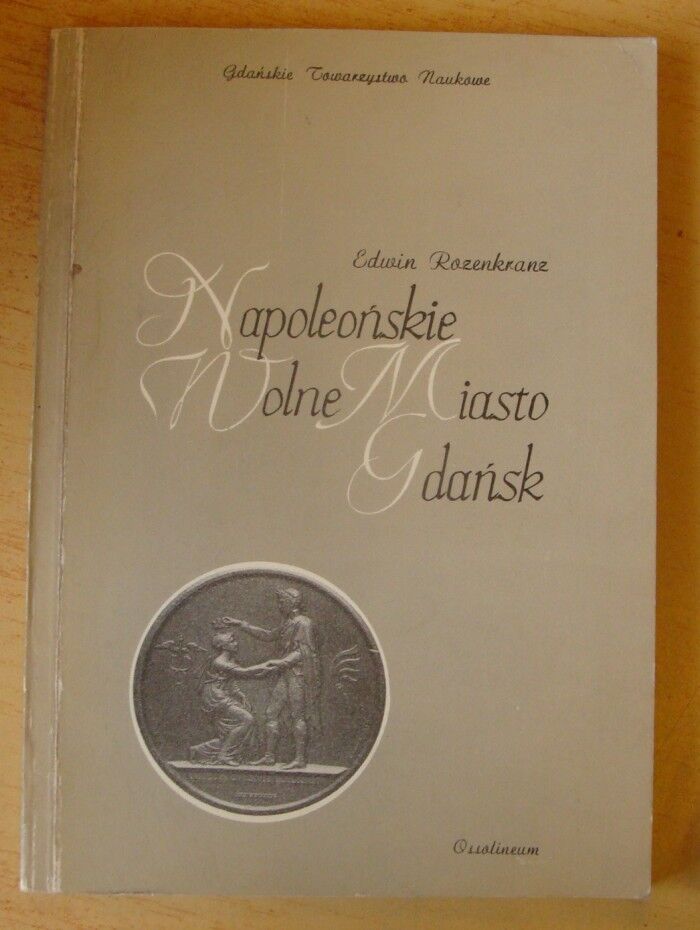 Gdańskie Towarzystwo Naukowe
Edwin Rozenkranz
Napoleońskie
Wolne Miasto
Gdańsk
Ossolineum